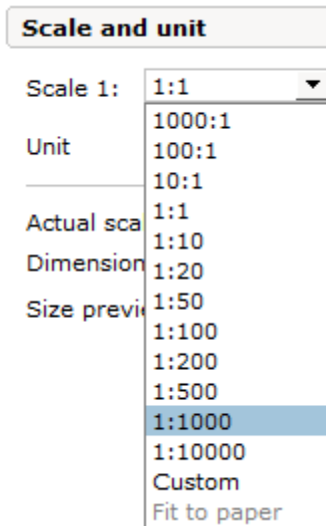 Scale and unit
Scale 1: 1:1
1000:1
Unit
100:1
10:1
1:1
Actual sca
1:10
Dimension
1:20
Size previ
1:50
1:100
1:200
1:500
1:1000
1:10000
Custom
Fit to paper